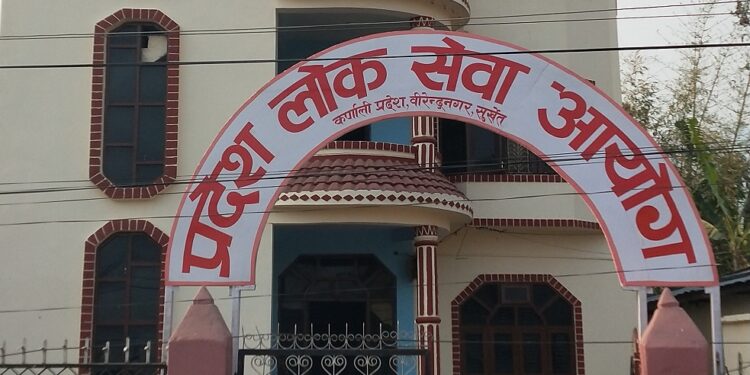 प्रदेश लोक सेवा आयोग
कर्णाली प्रदेश, वीरेन्द्रनगर, सुर्खेत